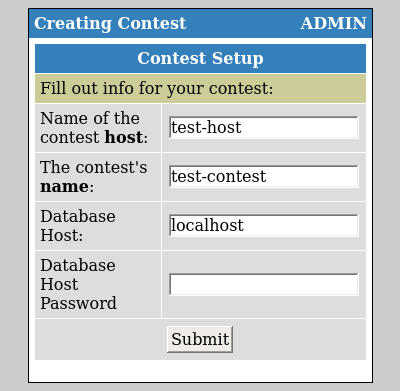 Creating Contest ADMIN
Contest Setup
Fill out info for your contest:
Name of the
contest host:
test-host
The contest's
name:
test-contest
Database
Host:
localhost
Database
Host
Password
Submit